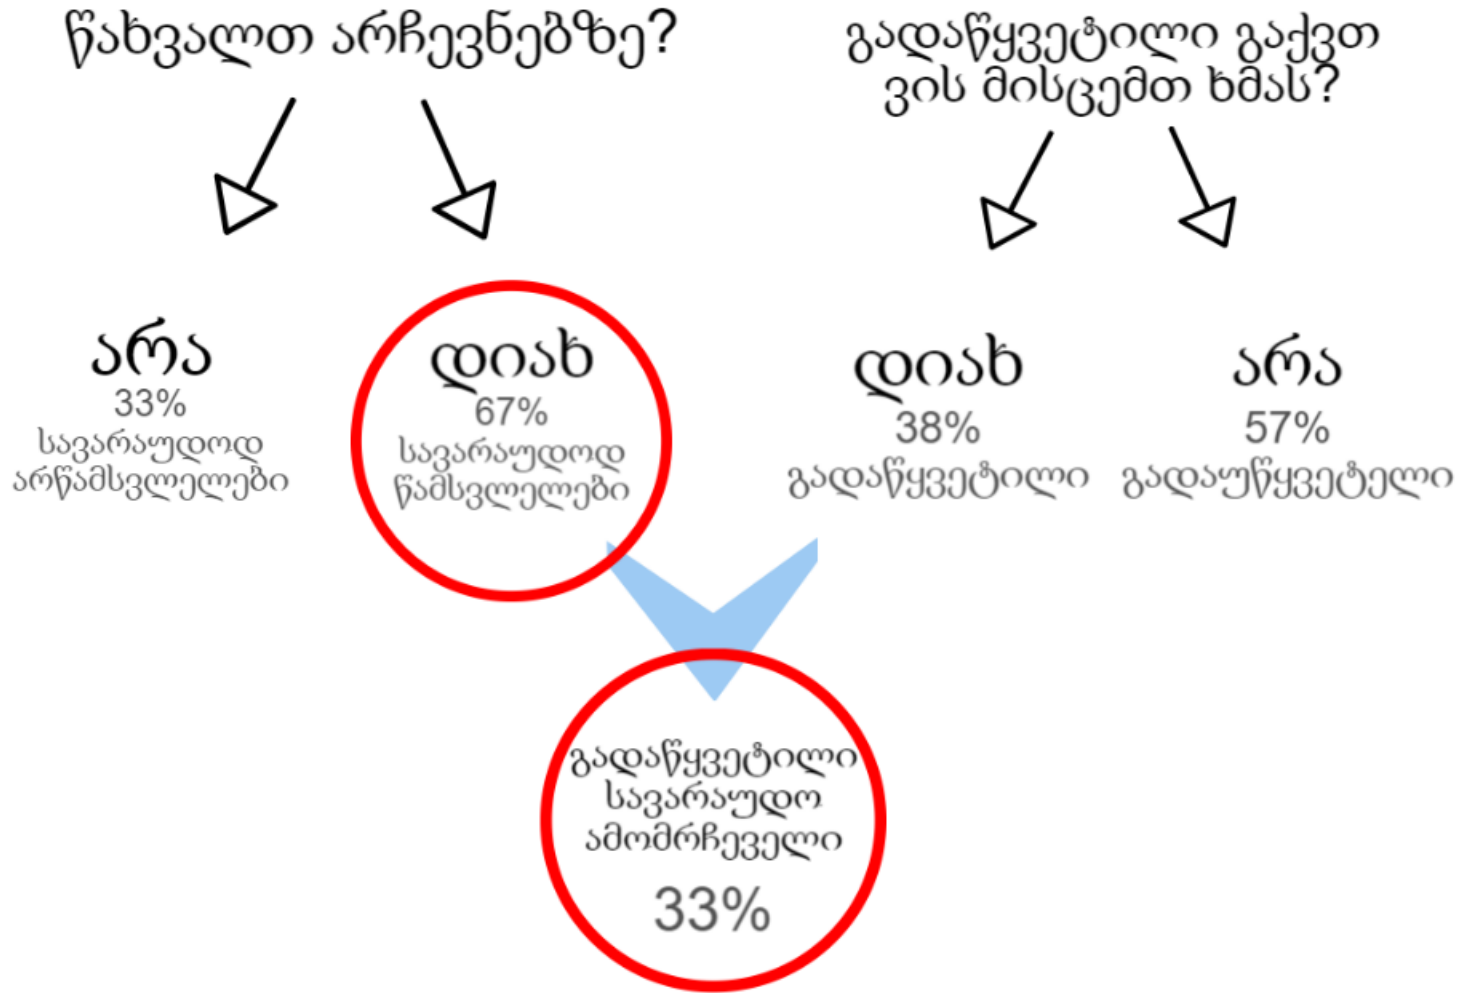 წახვალთ არჩევნებზე?
არა
33%
სავარაუდოდ
არწამსვლელები
დიახ
67%
სავარაუდოდ
წამსვლელები
გადაწყვეტილი გაქვთ
ვის მისცემთ ხმას?
დიახ
38%
გადაწყვეტილი
არა
57%
გადაუწყვეტელი
გადაწყვეტილი
სავარაუდო
ამომრჩეველი
33%